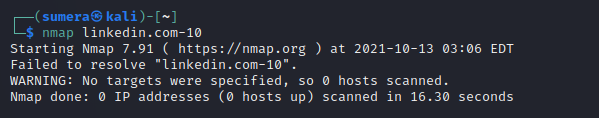 ┌──(sumera㉿kali)-[~]
└─$ nmap linkedin.com-10
Starting Nmap 7.91 ( https://nmap.org ) at 2021-10-13 03:06 EDT
Failed to resolve "linkedin.com-10".
WARNING: No targets were specified, so 0 hosts scanned.
Nmap done: 0 IP addresses (0 hosts up) scanned in 16.30 seconds